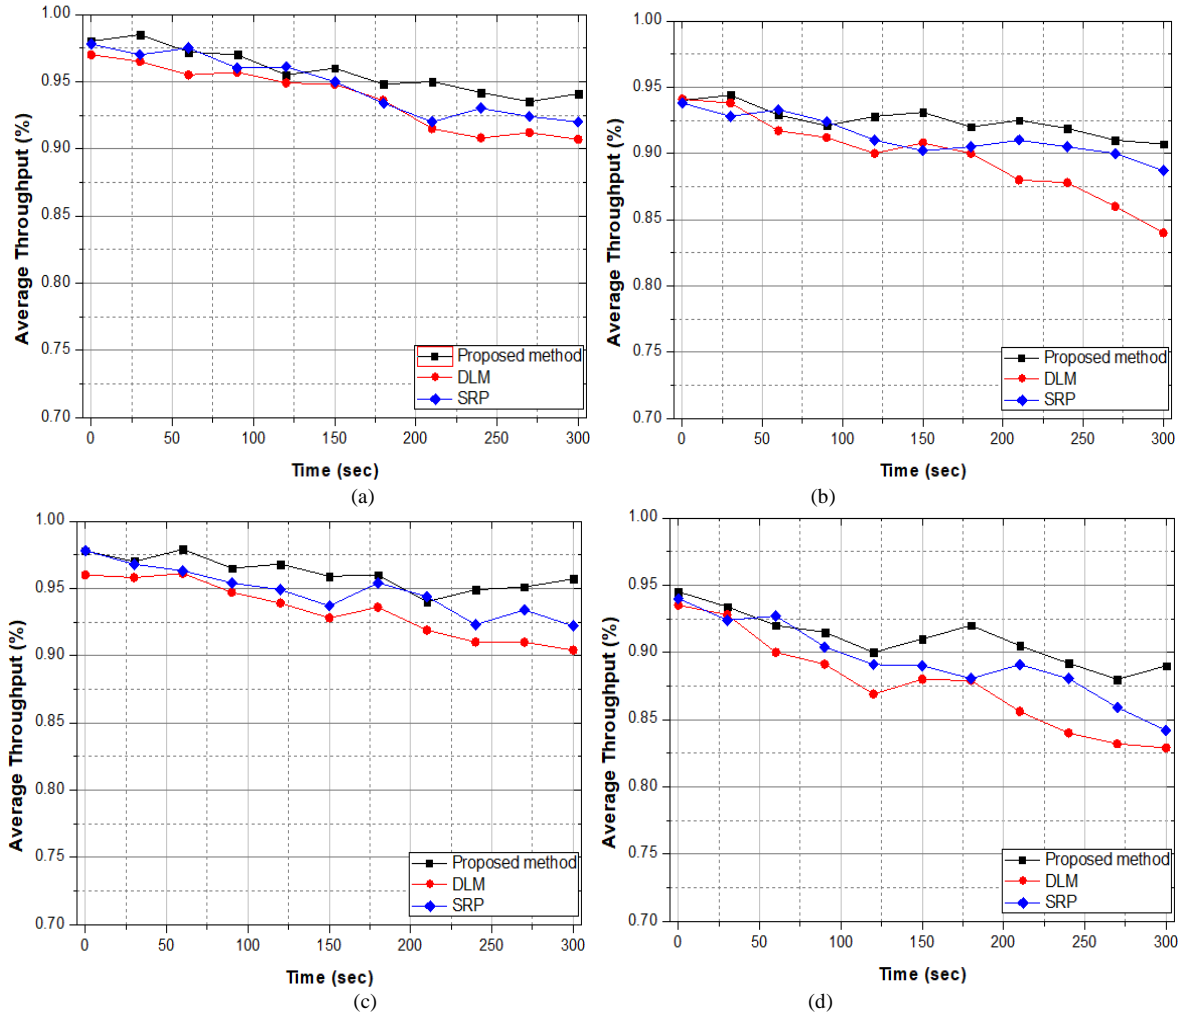 1.00
0.95
0.90
0.85
0.80
0.75
0.70
Average Throughput (%)
0 50 100 150 200 250 300
Time (sec)
Proposed method
DLM
SRP
(a)
1.00
0.95
0.90
0.85
0.80
0.75
0.70
Average Throughput (%)
0 50 100 150 200 250 300
Time (sec)
Proposed method
DLM
SRP
(b)
1.00
0.95
0.90
0.85
0.80
0.75
0.70
Average Throughput (%)
0 50 100 150 200 250 300
Time (sec)
Proposed method
DLM
SRP
(c)
1.00
0.95
0.90
0.85
0.80
0.75
0.70
Average Throughput (%)
0 50 100 150 200 250 300
Time (sec)
Proposed method
DLM
SRP
(d)